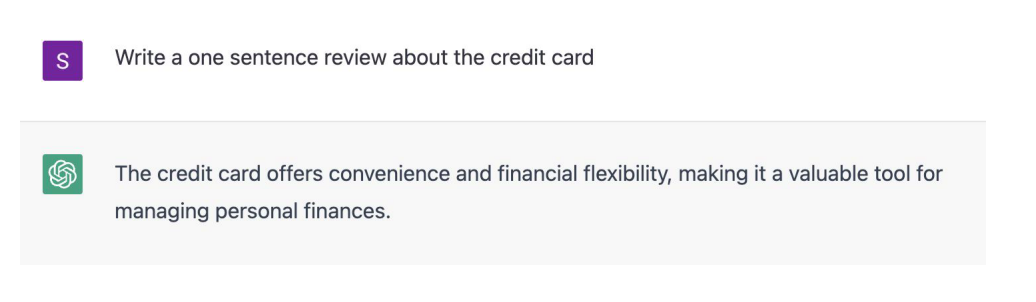 S
Write a one sentence review about the credit card
The credit card offers convenience and financial flexibility, making it a valuable tool for
managing personal finances.